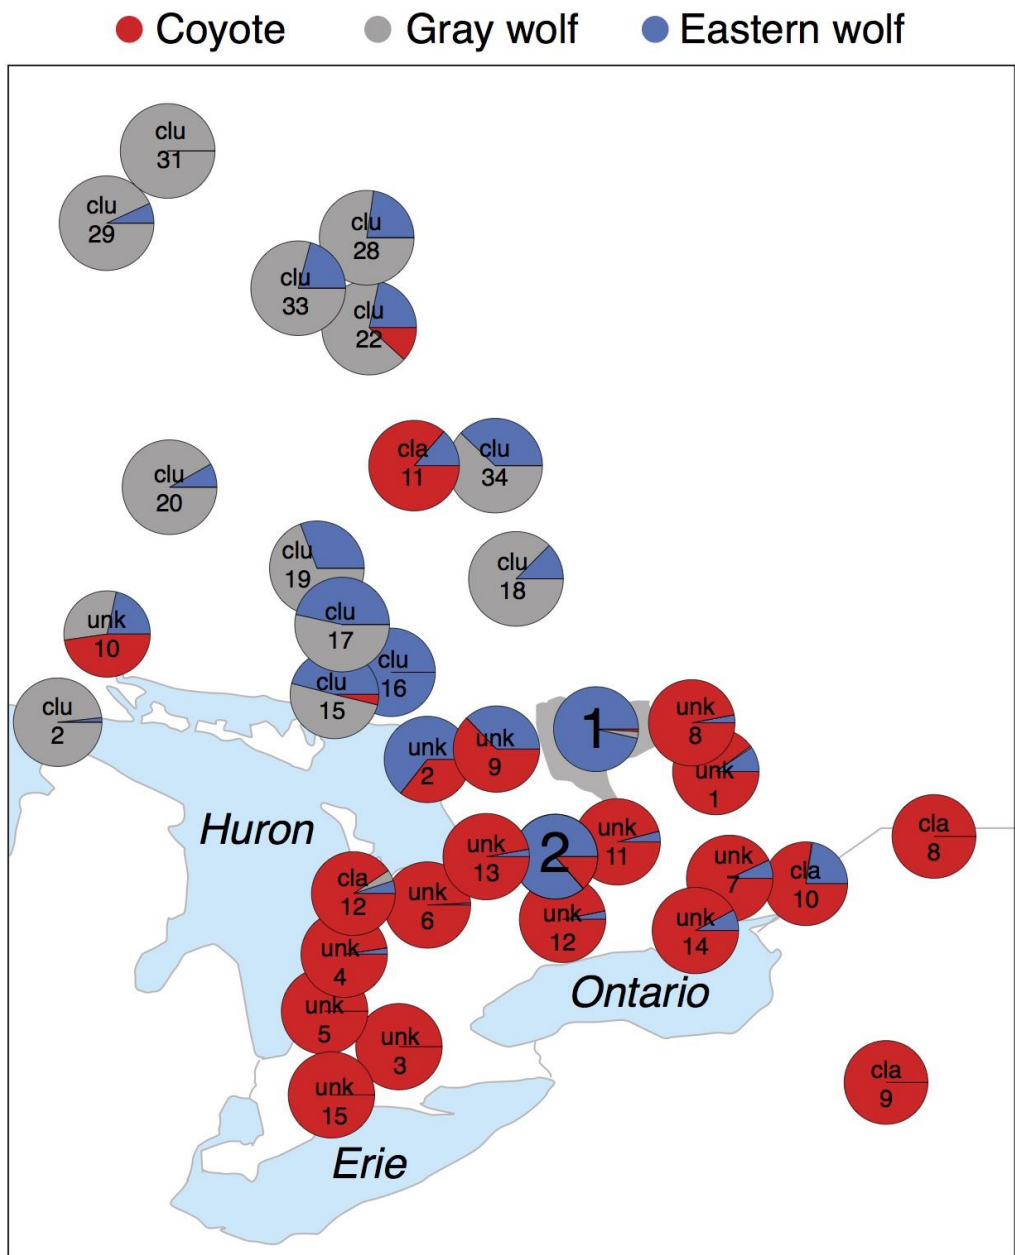 Coyote Gray wolf Eastern wolf
clu
31
clu
29
clu
28
clu
33
clu
22
cla
11
clu
34
clu
20
clu
18
clu
19
clu
17
unk
10
clu
16
clu
15
clu
2
1
unk
8
unk
2
unk
9
unk
1
Huron
unk
11
cla
8
2
unk
13
unk
7
cla
10
cla
12
unk
6
unk
12
unk
14
unk
4
Ontario
unk
5
unk
3
cla
9
unk
15
Erie